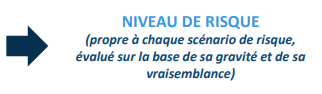 NIVEAU DE RISQUE
(propre à chaque scénario de risque,
évalué sur la base de sa gravité et de sa
vraisemblance)